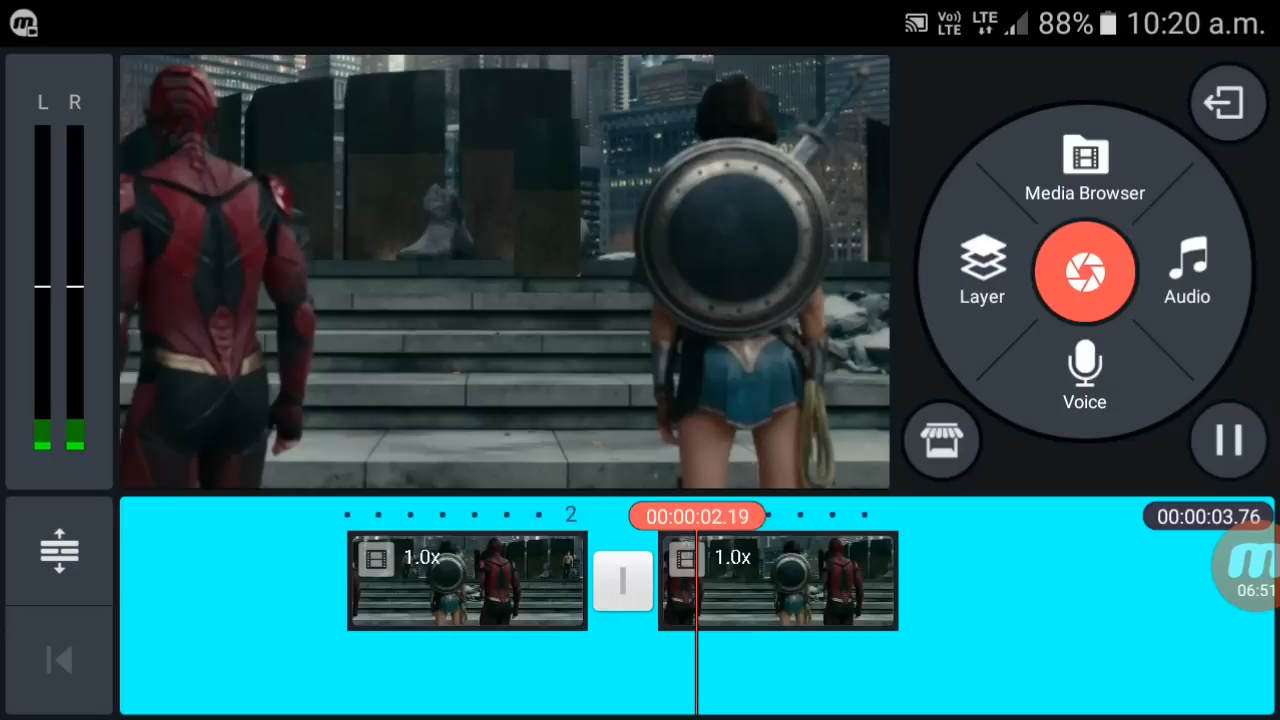 Vo)) LTE LTE 88% 10:20 a.m.
L R
Media Browser
Layer
Audio
Voice
2
00:00:02.19
00:00:03.76
1.0x
1.0x
m
06:51